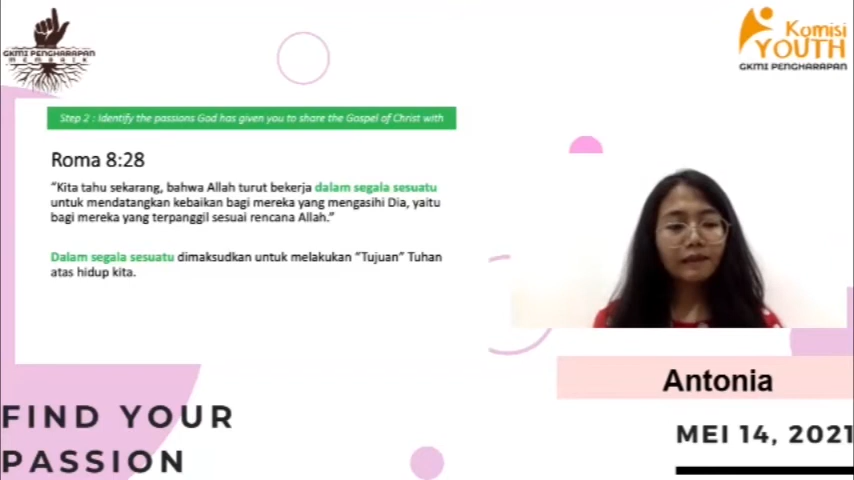 GKMI PENGHARAPAN
MEMBAIK
Komisi
YOUTH
GKMI PENGHARAPAN
Step 2 : Identify the passions God has given you to share the Gospel of Christ with
Roma 8:28
“Kita tahu sekarang, bahwa Allah turut bekerja dalam segala sesuatu
untuk mendatangkan kebaikan bagi mereka yang mengasihi Dia, yaitu
bagi mereka yang terpanggil sesuai rencana Allah.”
Dalam segala sesuatu dimaksudkan untuk melakukan “Tujuan” Tuhan
atas hidup kita.
Antonia
FIND YOUR
PASSION
MEI 14, 2021